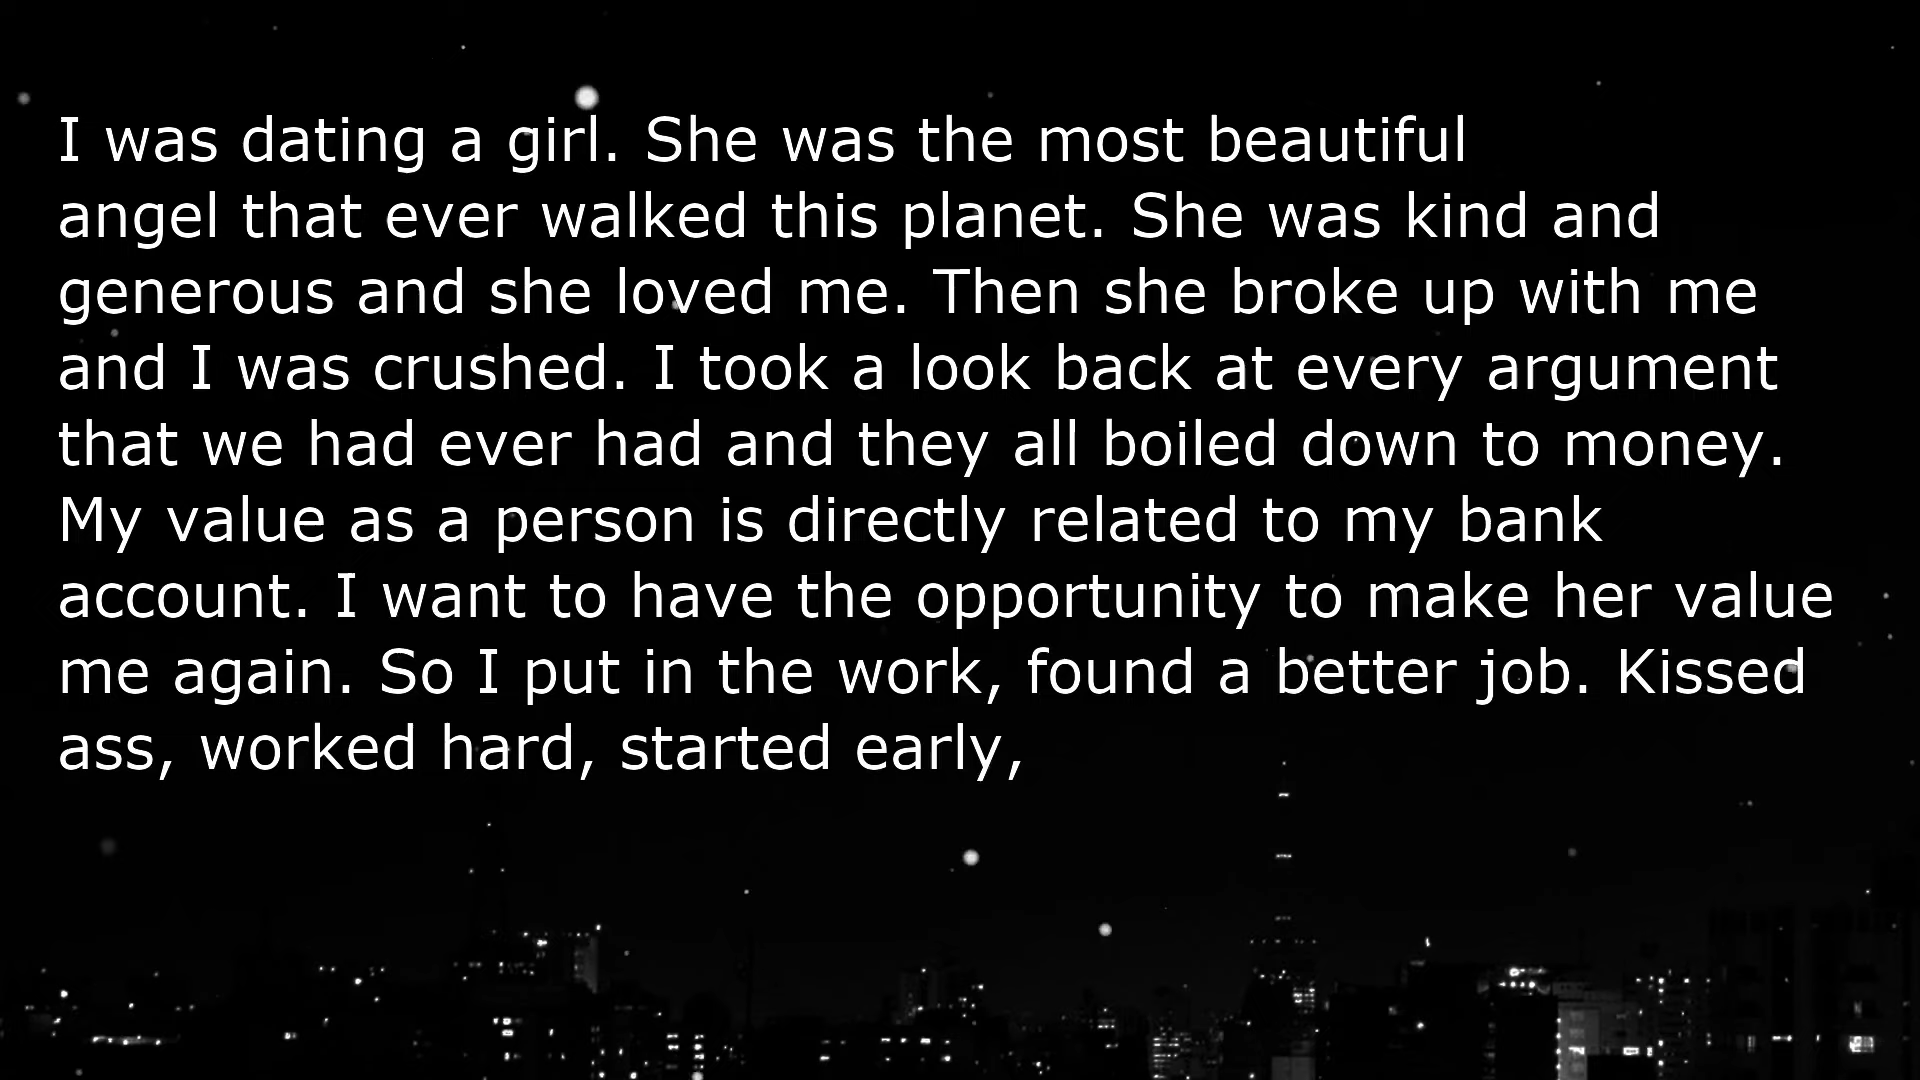 I was dating a girl. She was the most beautiful
angel that ever walked this planet. She was kind and
generous and she loved me. Then she broke up with me
and I was crushed. I took a look back at every argument
that we had ever had and they all boiled down to money.
My value as a person is directly related to my bank
account. I want to have the opportunity to make her value
me again. So I put in the work, found a better job. Kissed
ass, worked hard, started early,